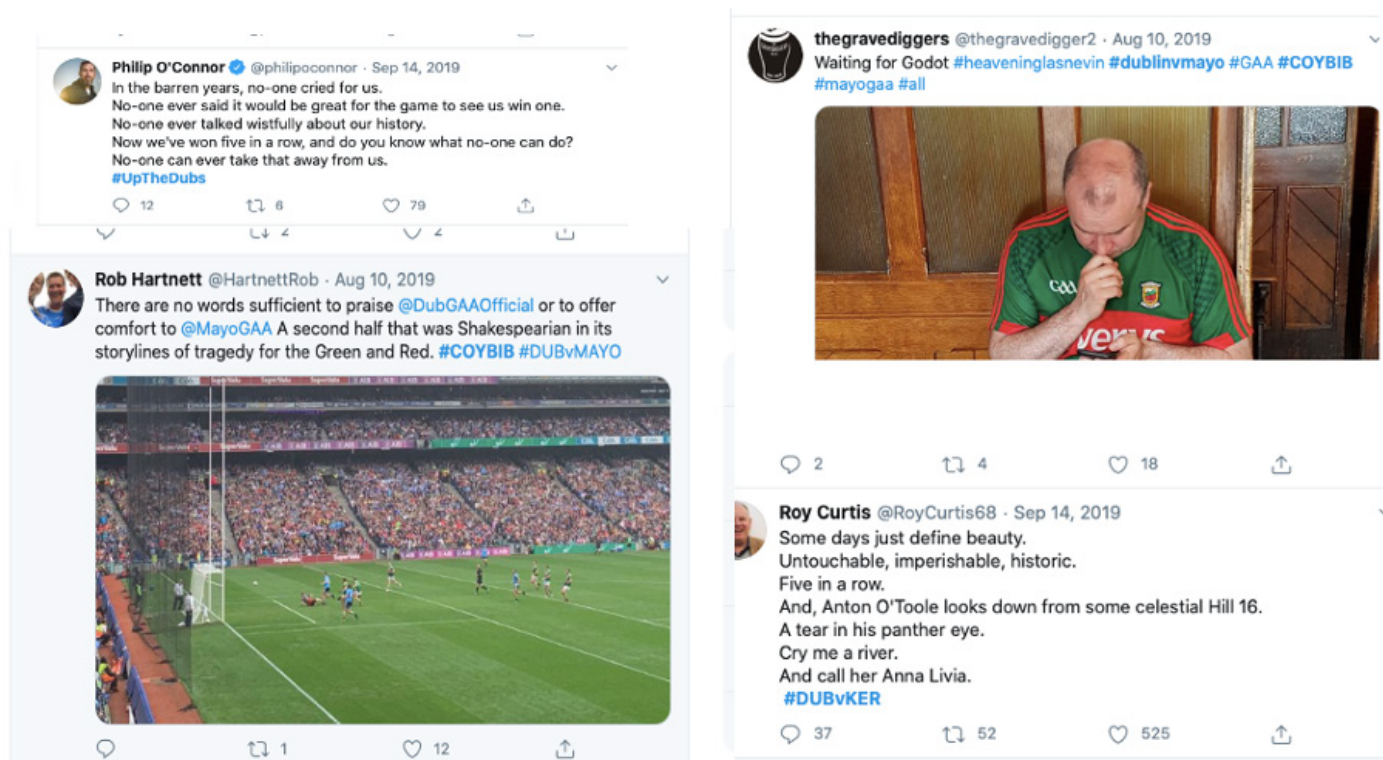 Philip O'Connor @philipoconnor · Sep 14, 2019
In the barren years, no-one cried for us.
No-one ever said it would be great for the game to see us win one.
No-one ever talked wistfully about our history.
Now we've won five in a row, and do you know what no-one can do?
No-one can ever take that away from us.
#UpTheDubs
12 6 79
2 2
Rob Hartnett @HartnettRob · Aug 10, 2019
There are no words sufficient to praise @DubGAAOfficial or to offer
comfort to @MayoGAA A second half that was Shakespearian in its
storylines of tragedy for the Green and Red. #COYBIB #DUBvMAYO
SuperValu
SuperValu
SuperValu
1 12
thegravediggers @thegravedigger2 · Aug 10, 2019
Waiting for Godot #heaveninglasnevin #dublinvmayo #GAA #COYBIB
#mayogaa #all
GAA
2 4 18
Roy Curtis @RoyCurtis68 · Sep 14, 2019
Some days just define beauty.
Untouchable, imperishable, historic.
Five in a row.
And, Anton O'Toole looks down from some celestial Hill 16.
A tear in his panther eye.
Cry me a river.
And call her Anna Livia.
#DUBvKER
37 52 525